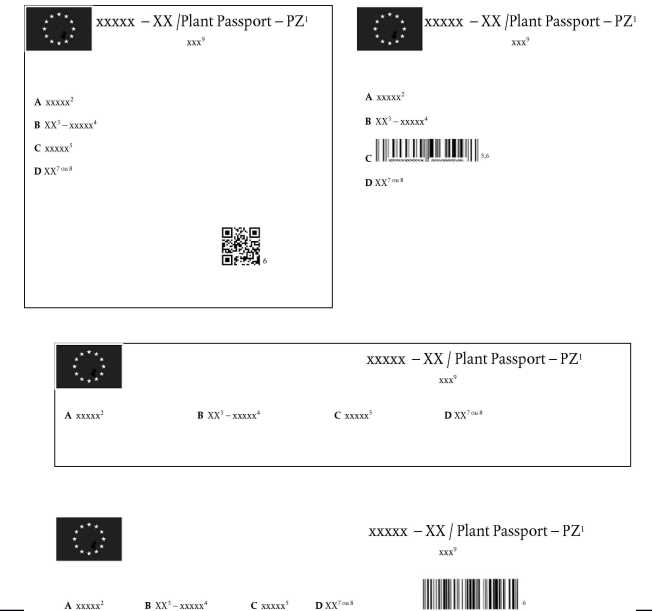 xxxxx – XX / Plant Passport – PZ¹
xxx⁹
A xxxxx²
B XX³ – xxxxx⁴
C xxxxx⁵
D XX⁷ ᵒᵘ ⁸
6
xxxxx – XX / Plant Passport – PZ¹
xxx⁹
A xxxxx²
B XX³ – xxxxx⁴
C 5,6
D XX⁷ ᵒᵘ ⁸
xxxxx – XX / Plant Passport – PZ¹
xxx⁹
A xxxxx² B XX³ – xxxxx⁴ C xxxxx⁵ D XX⁷ ᵒᵘ ⁸
xxxxx – XX / Plant Passport – PZ¹
xxx⁹
A xxxxx² B XX³ – xxxxx⁴ C xxxxx⁵ D XX⁷ ᵒᵘ ⁸ 6